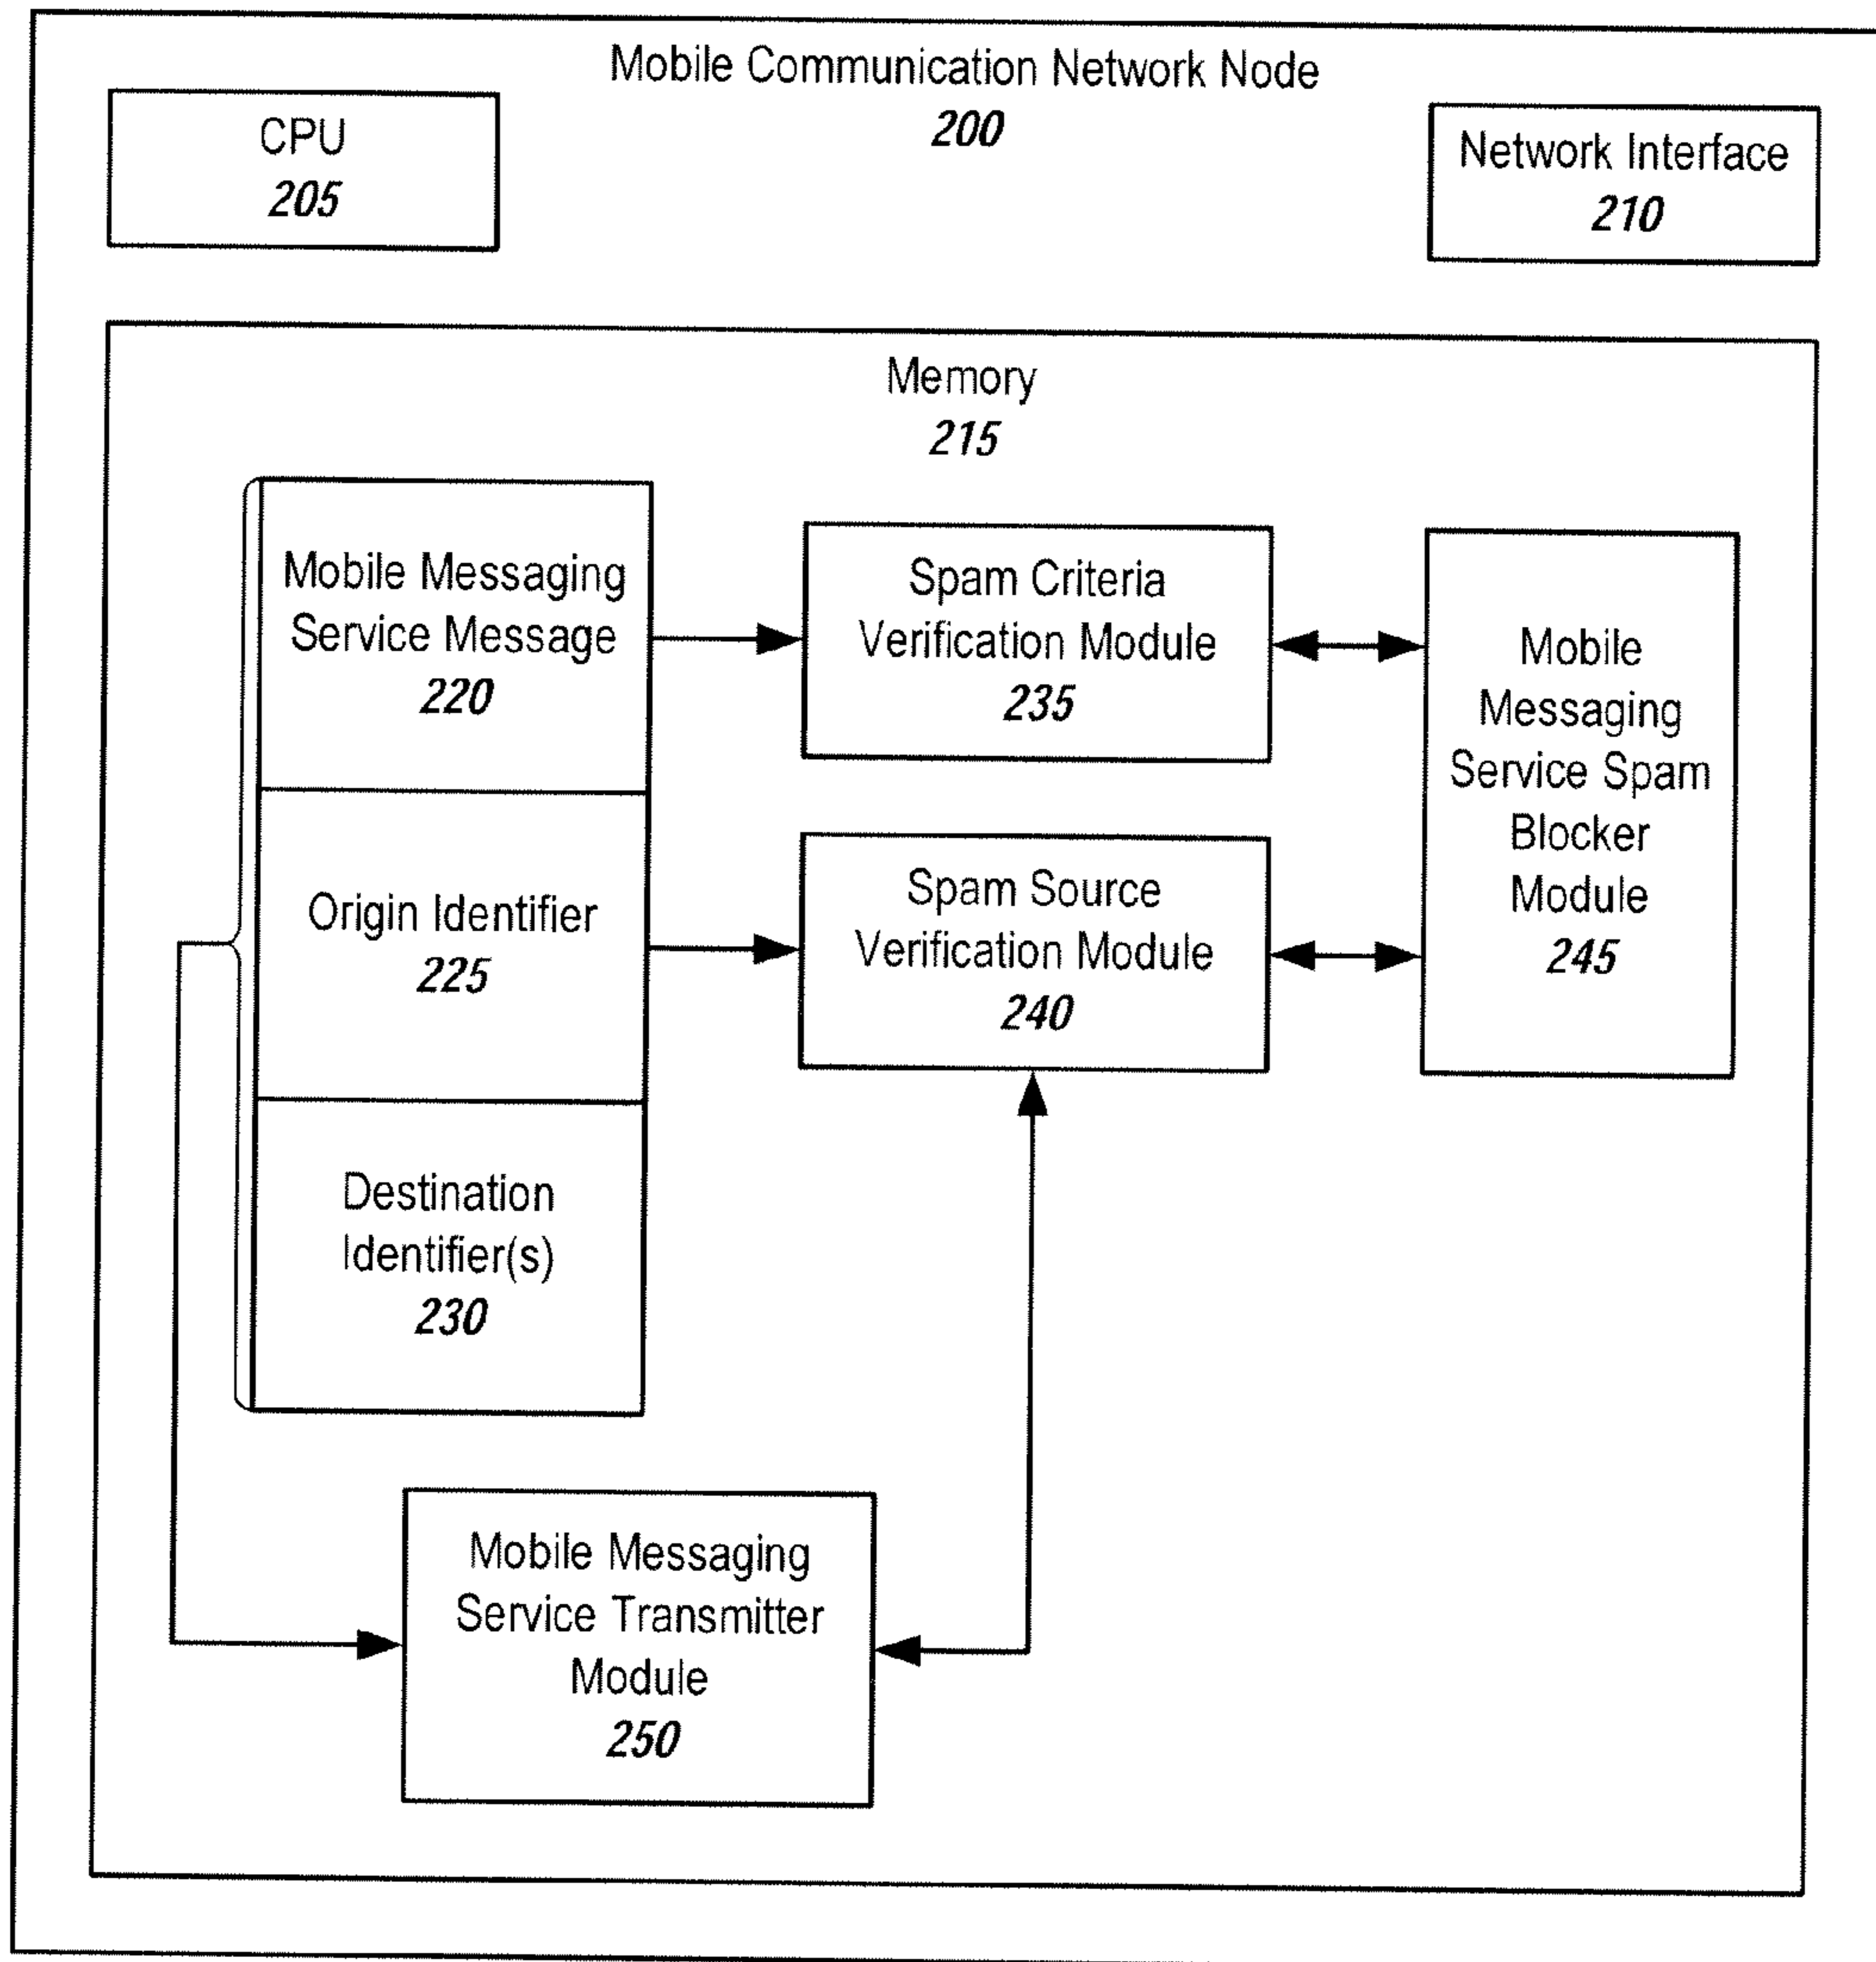 Mobile Communication Network Node
200
CPU
205
Network Interface
210
Memory
215
Mobile Messaging
Service Message
220
Origin Identifier
225
Destination
Identifier(s)
230
Spam Criteria
Verification Module
235
Spam Source
Verification Module
240
Mobile
Messaging
Service Spam
Blocker
Module
245
Mobile Messaging
Service Transmitter
Module
250